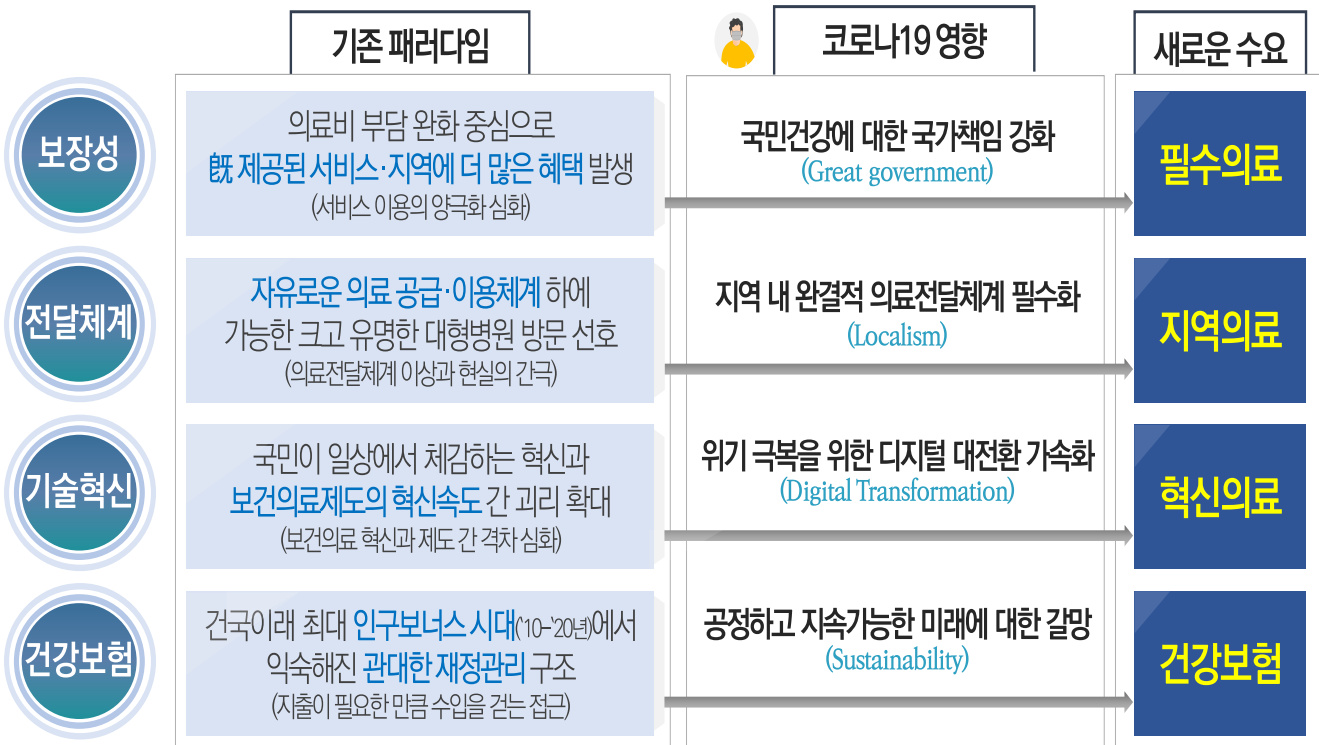 기존 패러다임
코로나19 영향
새로운 수요
보장성
의료비 부담 완화 중심으로
旣 제공된 서비스·지역에 더 많은 혜택 발생
(서비스 이용의 양극화 심화)
국민건강에 대한 국가책임 강화
(Great government)
필수의료
전달체계
자유로운 의료 공급·이용체계 하에
가능한 크고 유명한 대형병원 방문 선호
(의료전달체계 이상과 현실의 간극)
지역 내 완결적 의료전달체계 필수화
(Localism)
지역의료
기술혁신
국민이 일상에서 체감하는 혁신과
보건의료제도의 혁신속도 간 괴리 확대
(보건의료 혁신과 제도 간 격차 심화)
위기 극복을 위한 디지털 대전환 가속화
(Digital Transformation)
혁신의료
건강보험
건국이래 최대 인구보너스 시대(‘10–‘20년)에서
익숙해진 관대한 재정관리 구조
(지출이 필요한 만큼 수입을 걷는 접근)
공정하고 지속가능한 미래에 대한 갈망
(Sustainability)
건강보험